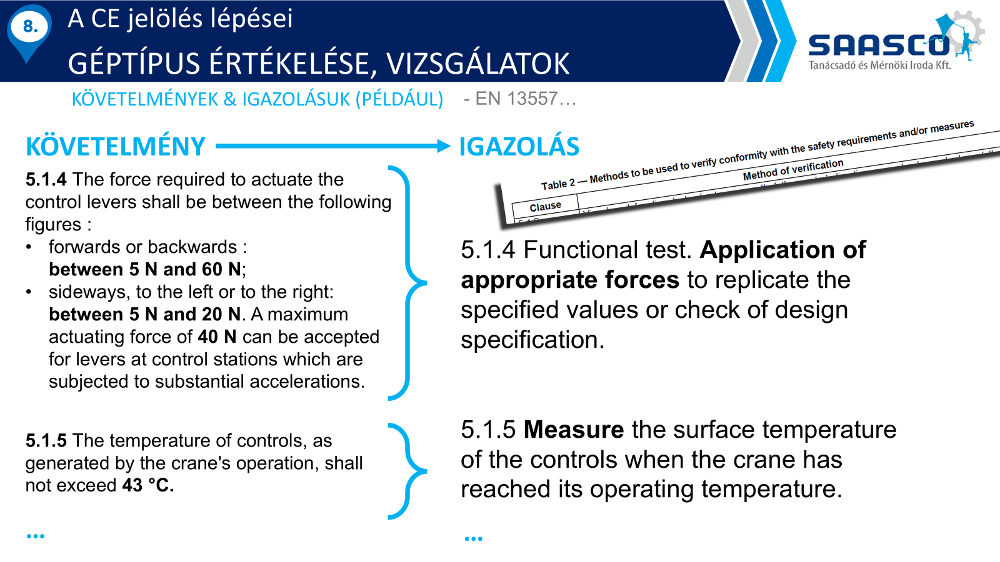 8.
A CE jelölés lépései
GÉPTÍPUS ÉRTÉKELÉSE, VIZSGÁLATOK
SAASCO
Tanácsadó és Mérnöki Iroda Kft.
KÖVETELMÉNYEK & IGAZOLÁSUK (PÉLDÁUL) - EN 13557…
KÖVETELMÉNY
5.1.4 The force required to actuate the
control levers shall be between the following
figures :
• forwards or backwards :
between 5 N and 60 N;
• sideways, to the left or to the right:
between 5 N and 20 N. A maximum
actuating force of 40 N can be accepted
for levers at control stations which are
subjected to substantial accelerations.
5.1.5 The temperature of controls, as
generated by the crane's operation, shall
not exceed 43 °C.
...
IGAZOLÁS
Table 2 — Methods to be used to verify conformity with the safety requirements and/or measures
Clause
Method of verification
5.1.4 Functional test. Application of
appropriate forces to replicate the
specified values or check of design
specification.
5.1.5 Measure the surface temperature
of the controls when the crane has
reached its operating temperature.
...